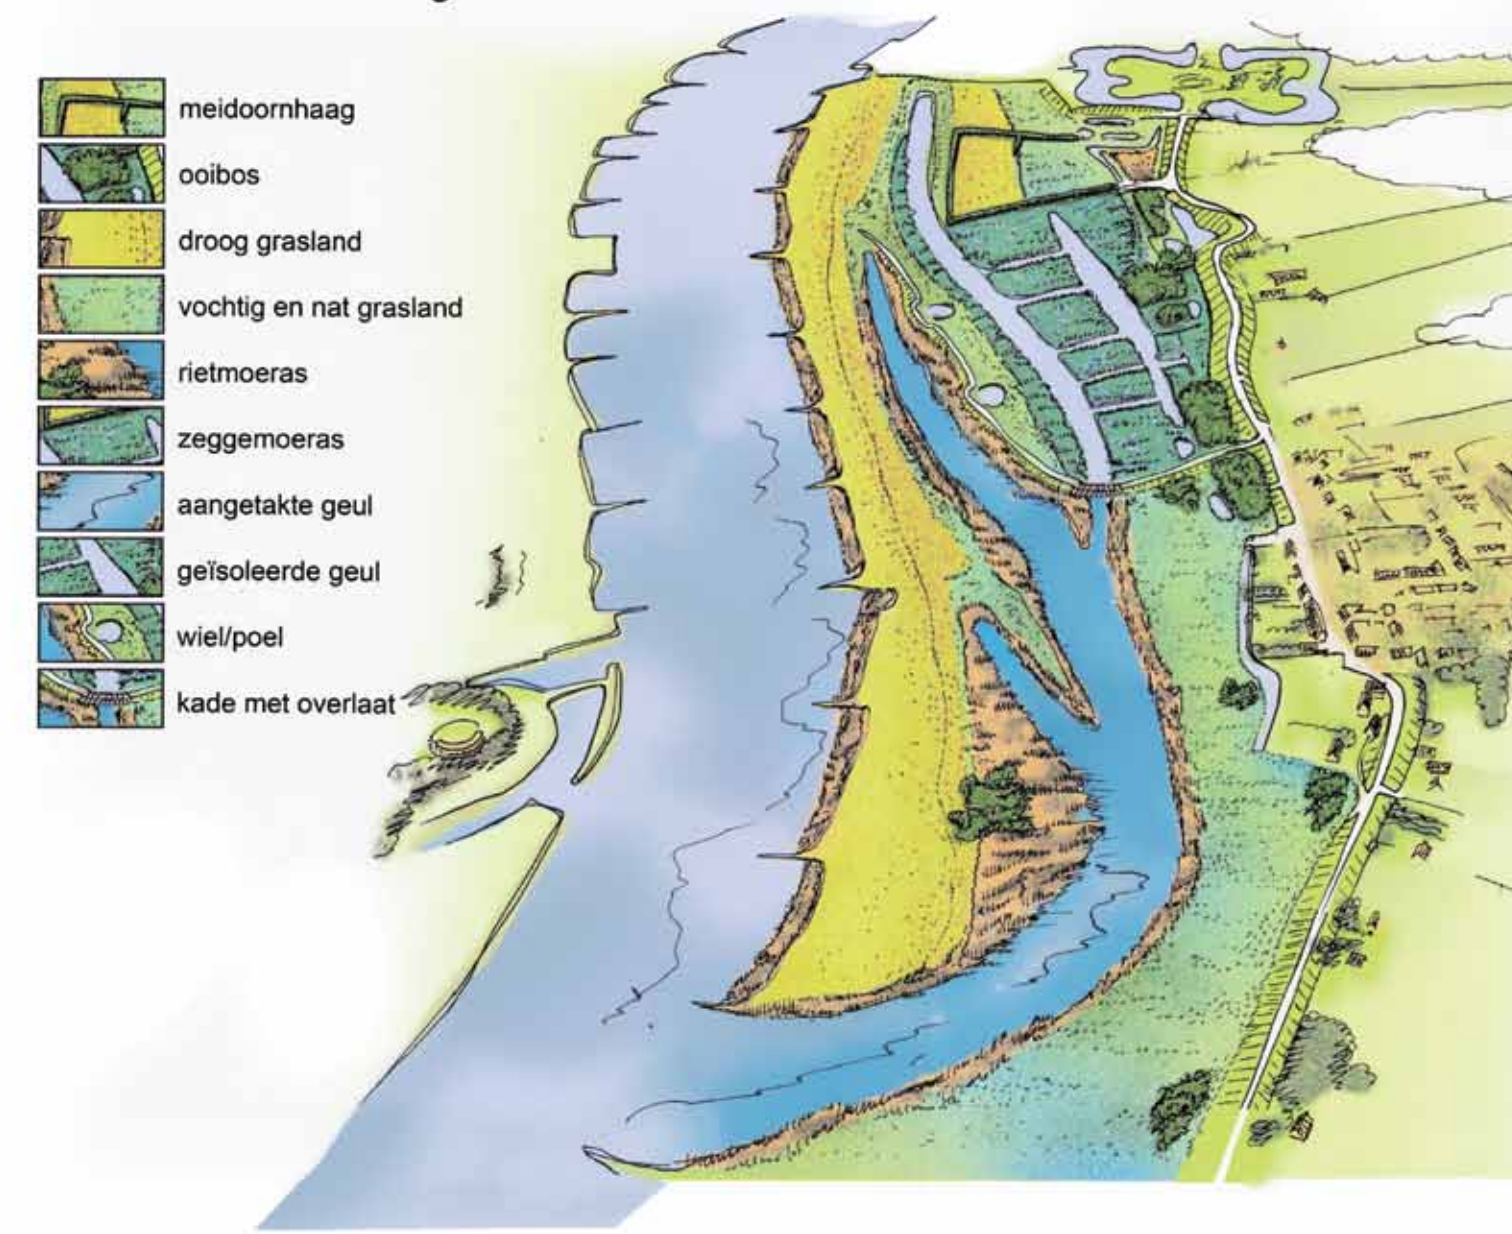 meidoornhaag
ooibos
droog grasland
vochtig en nat grasland
rietmoeras
zeggemoeras
aangetakte geul
geïsoleerde geul
wiel/poel
kade met overlaat